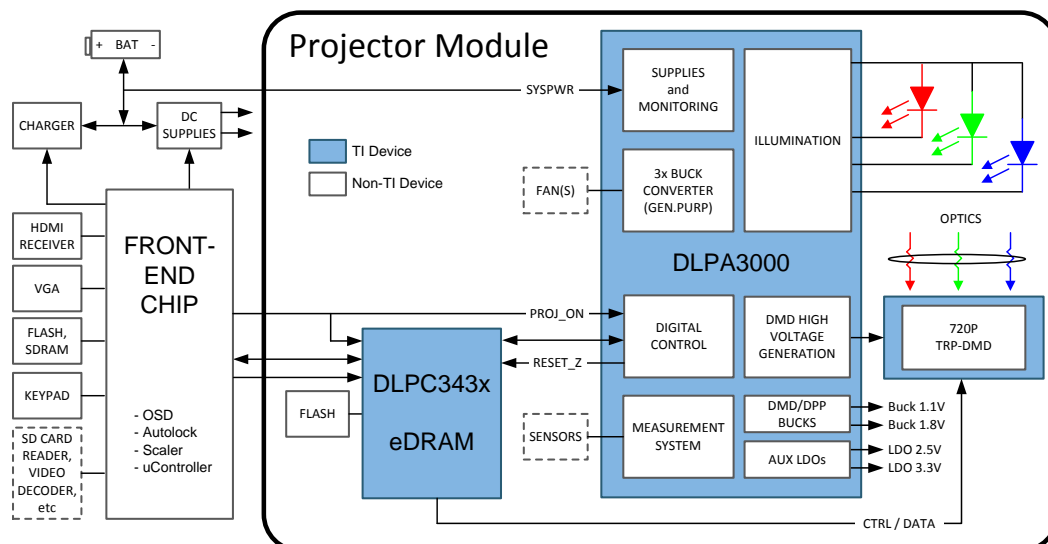 Projector Module
+ BAT -
SYSPWR
CHARGER
DC
SUPPLIES
TI Device
Non-TI Device
SUPPLIES
and
MONITORING
ILLUMINATION
FAN(S)
3x BUCK
CONVERTER
(GEN.PURP)
DLPA3000
HDMI
RECEIVER
VGA
FLASH,
SDRAM
KEYPAD
SD CARD
READER,
VIDEO
DECODER,
etc
FRONT-
END
CHIP
- OSD
- Autolock
- Scaler
- uController
OPTICS
PROJ_ON
RESET_Z
DIGITAL
CONTROL
DMD HIGH
VOLTAGE
GENERATION
720P
TRP-DMD
DLPC343x
eDRAM
FLASH
SENSORS
MEASUREMENT
SYSTEM
DMD/DPP
BUCKS
AUX LDOs
Buck 1.1V
Buck 1.8V
LDO 2.5V
LDO 3.3V
CTRL / DATA